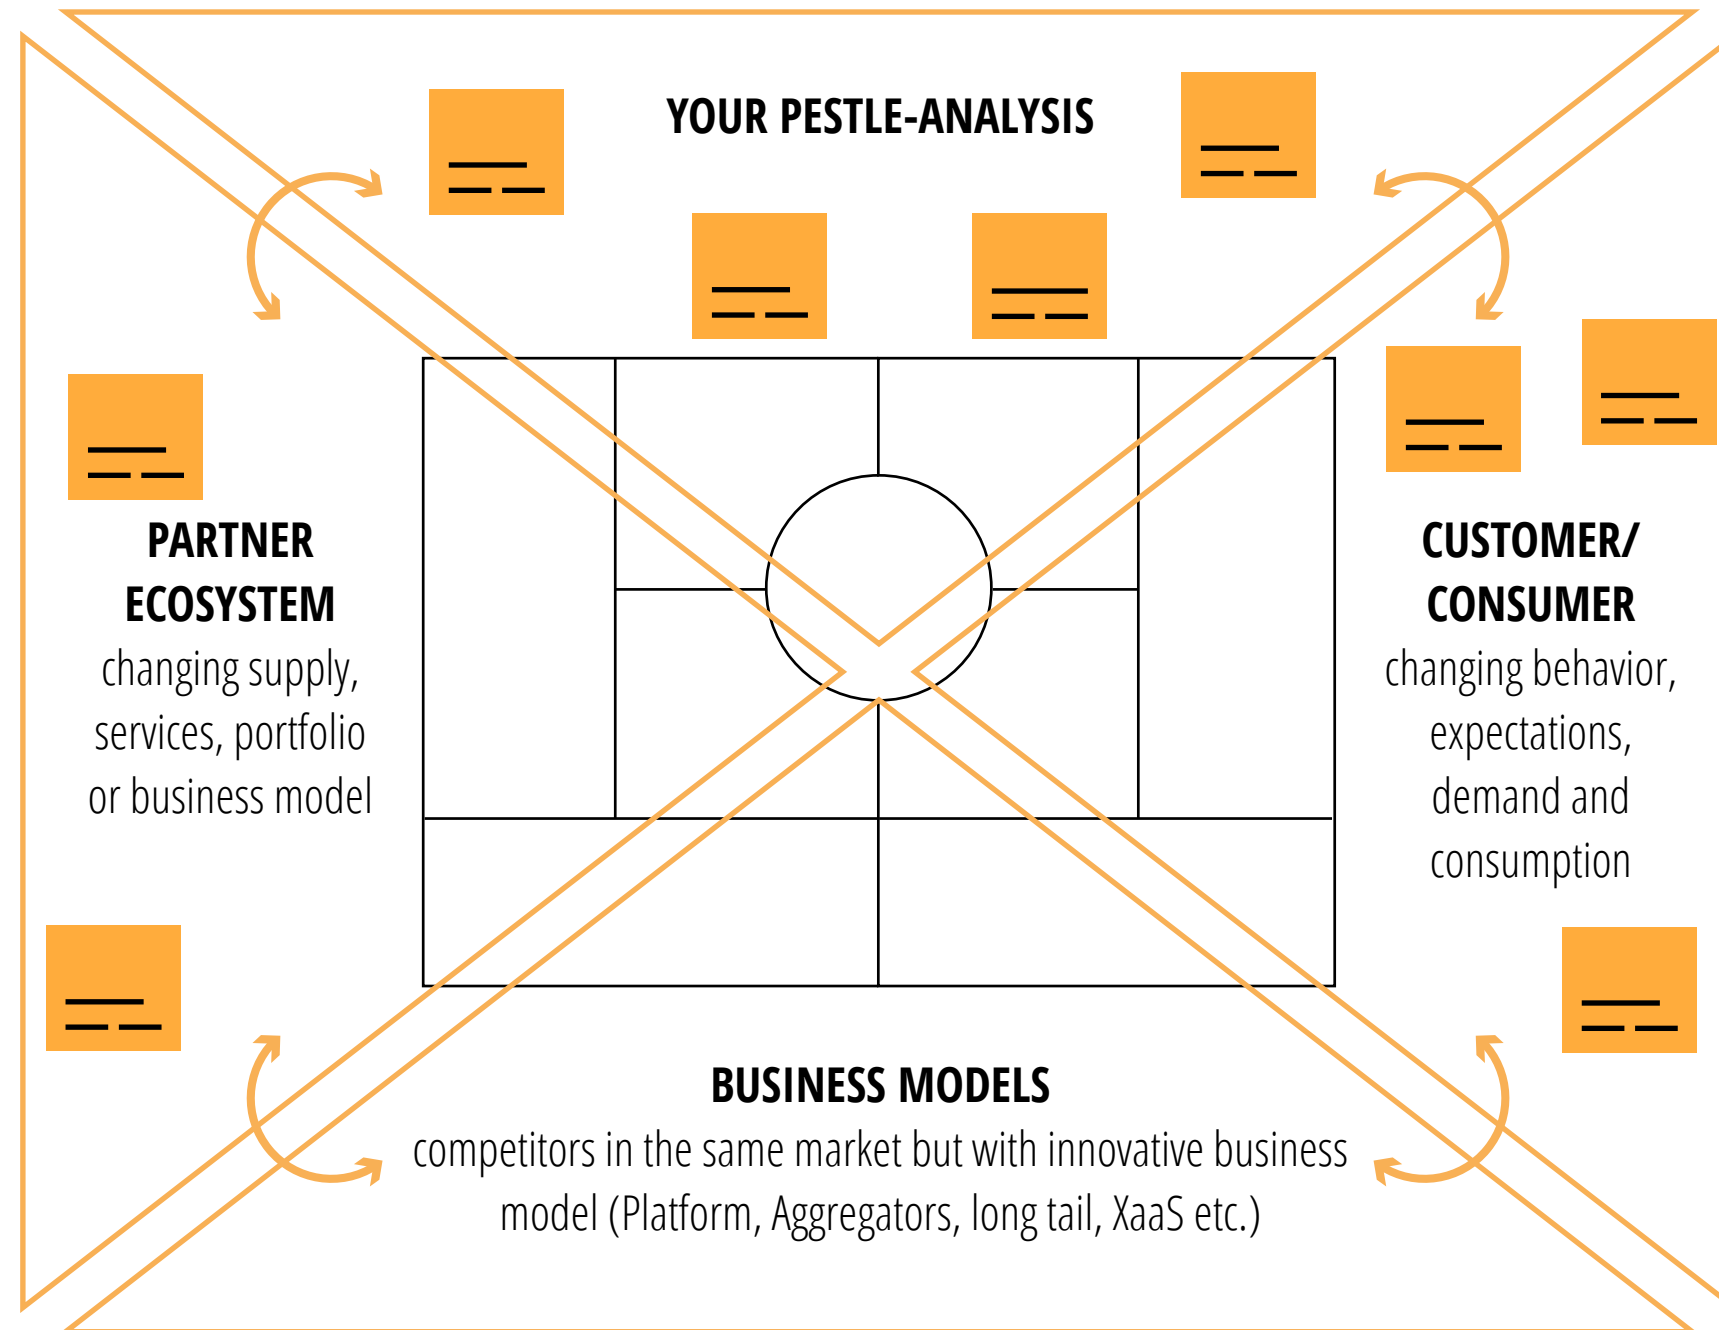 YOUR PESTLE-ANALYSIS
PARTNER
ECOSYSTEM
changing supply,
services, portfolio
or business model
CUSTOMER/
CONSUMER
changing behavior,
expectations,
demand and
consumption
BUSINESS MODELS
competitors in the same market but with innovative business
model (Platform, Aggregators, long tail, XaaS etc.)